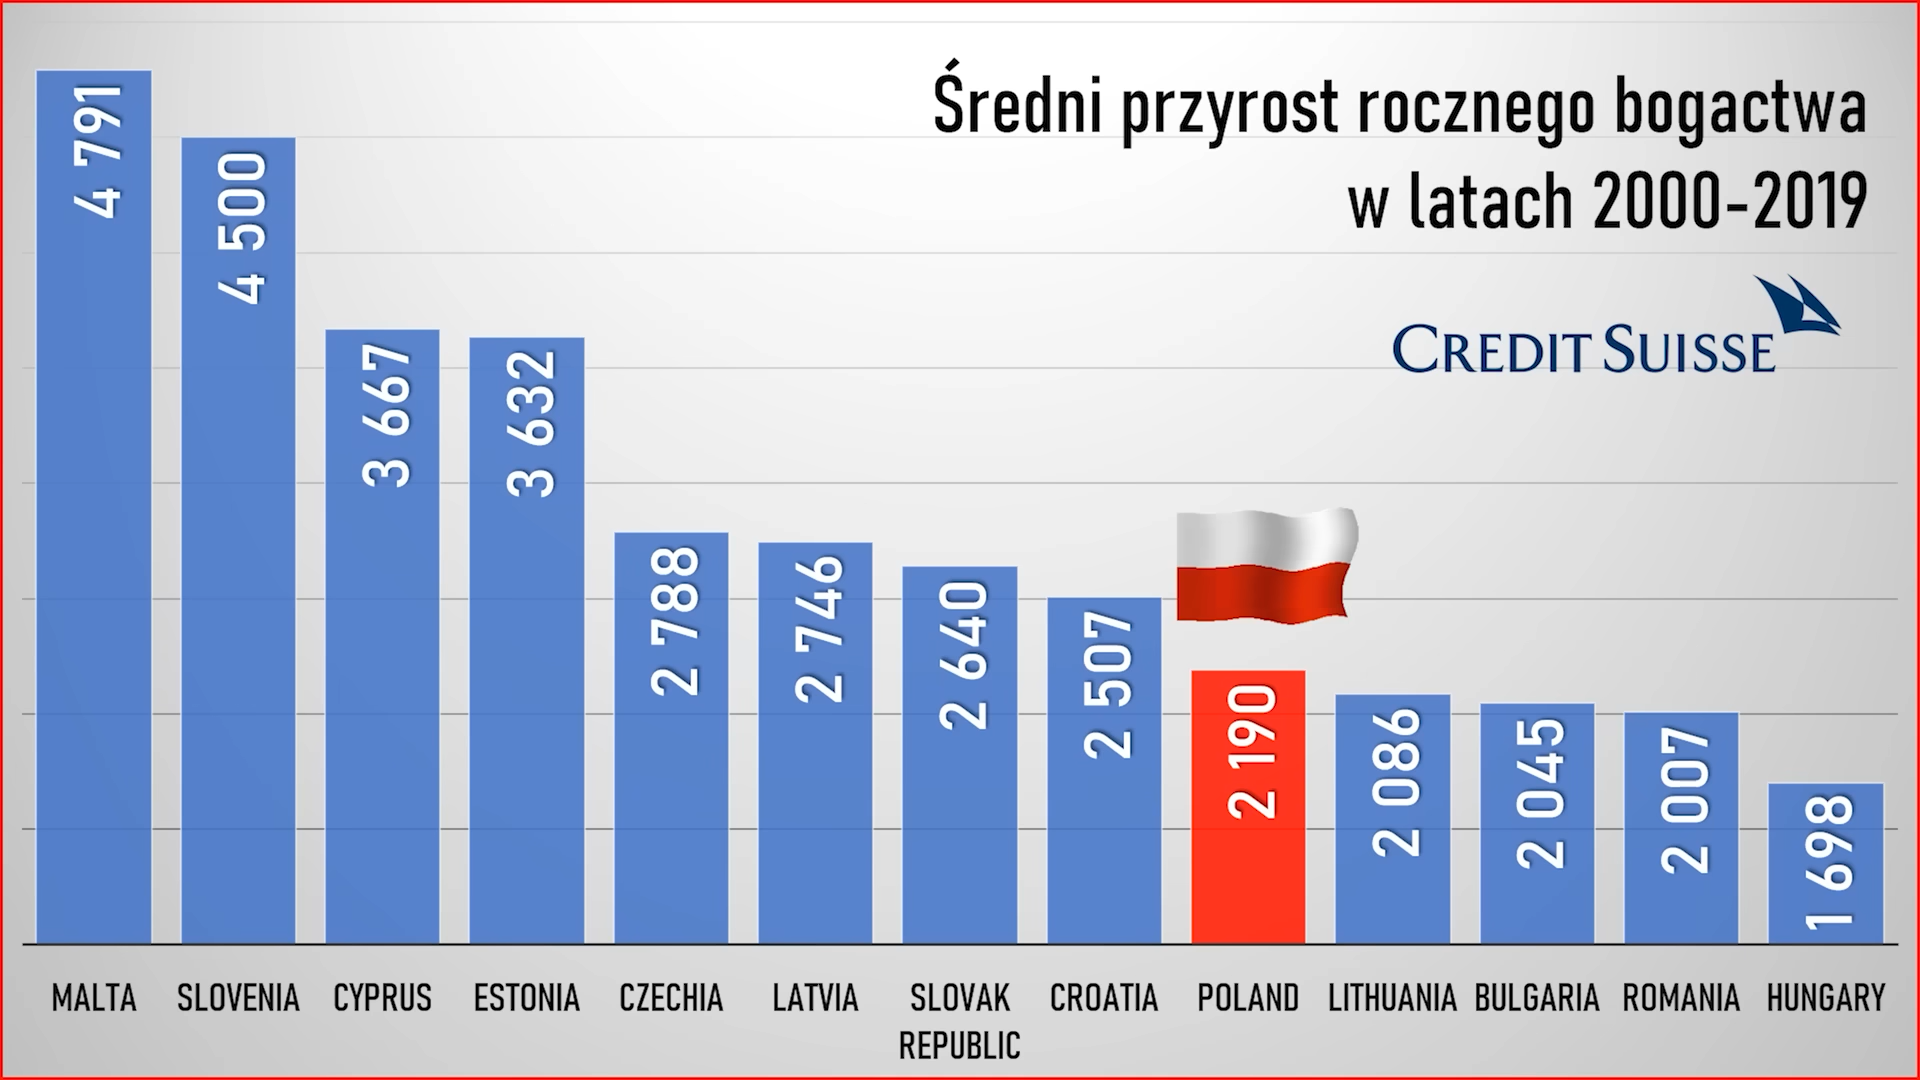 Średni przyrost rocznego bogactwa
w latach 2000-2019
CREDIT SUISSE
4 791
4 500
3 667
3 632
2 788
2 746
2 640
2 507
2 190
2 086
2 045
2 007
1 698
MALTA SLOVENIA CYPRUS ESTONIA CZECHIA LATVIA SLOVAK CROATIA POLAND LITHUANIA BULGARIA ROMANIA HUNGARY
REPUBLIC